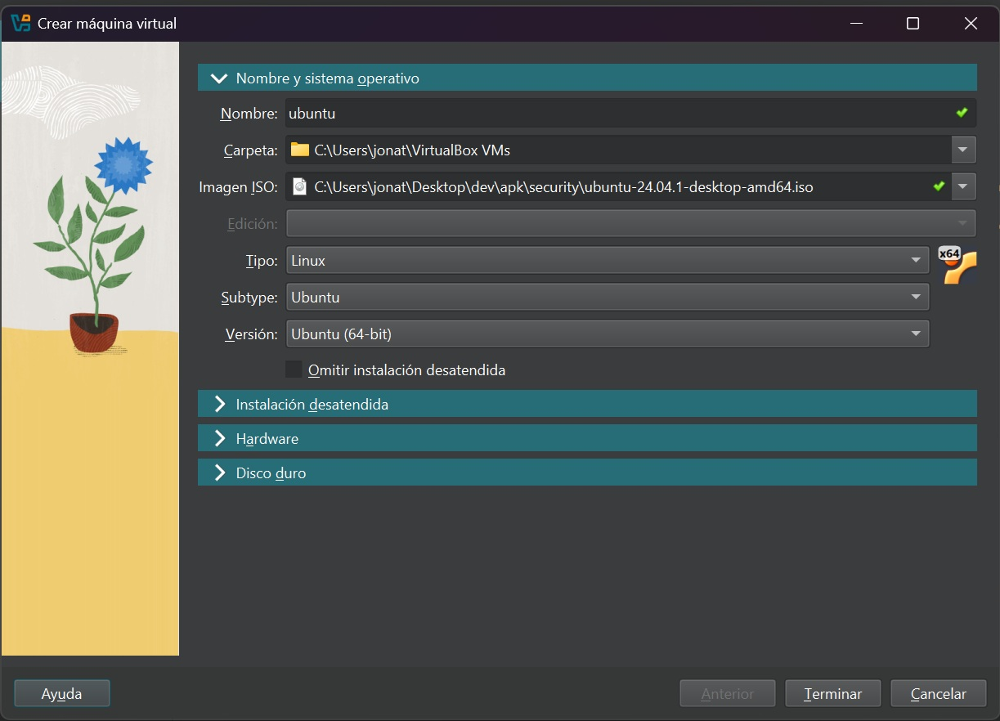 Crear máquina virtual
Nombre y sistema operativo
Nombre: ubuntu
Carpeta: C:\Users\jonat\VirtualBox VMs
Imagen ISO: C:\Users\jonat\Desktop\dev\apk\security\ubuntu-24.04.1-desktop-amd64.iso
Edición:
Tipo: Linux x64
Subtype: Ubuntu
Versión: Ubuntu (64-bit)
Omitir instalación desatendida
Instalación desatendida
Hardware
Disco duro
Ayuda Anterior Terminar Cancelar